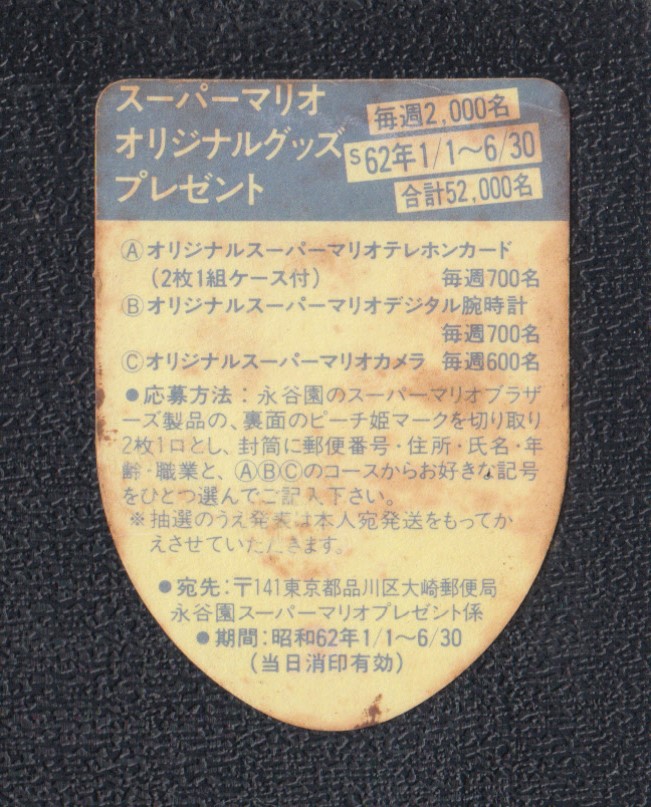 スーパーマリオ
オリジナルグッズ
プレゼント
毎週2,000名
S62年1/1〜6/30
合計52,000名
Ⓐオリジナルスーパーマリオテレホンカード
(2枚1組ケース付) 毎週700名
Ⓑオリジナルスーパーマリオデジタル腕時計
毎週700名
Ⓒオリジナルスーパーマリオカメラ 毎週600名
●応募方法:永谷園のスーパーマリオブラザ
ーズ製品の、裏面のピーチ姫マークを切り取り
2枚1口とし、封筒に郵便番号・住所・氏名・年
齢・職業と、ⒶⒷⒸのコースからお好きな記号
をひとつ選んでご記入下さい。
※抽選のうえ発表は本人宛発送をもってか
えさせていただきます。
●宛先:〒141東京都品川区大崎郵便局
永谷園スーパーマリオプレゼント係
●期間:昭和62年1/1〜6/30
(当日消印有効)